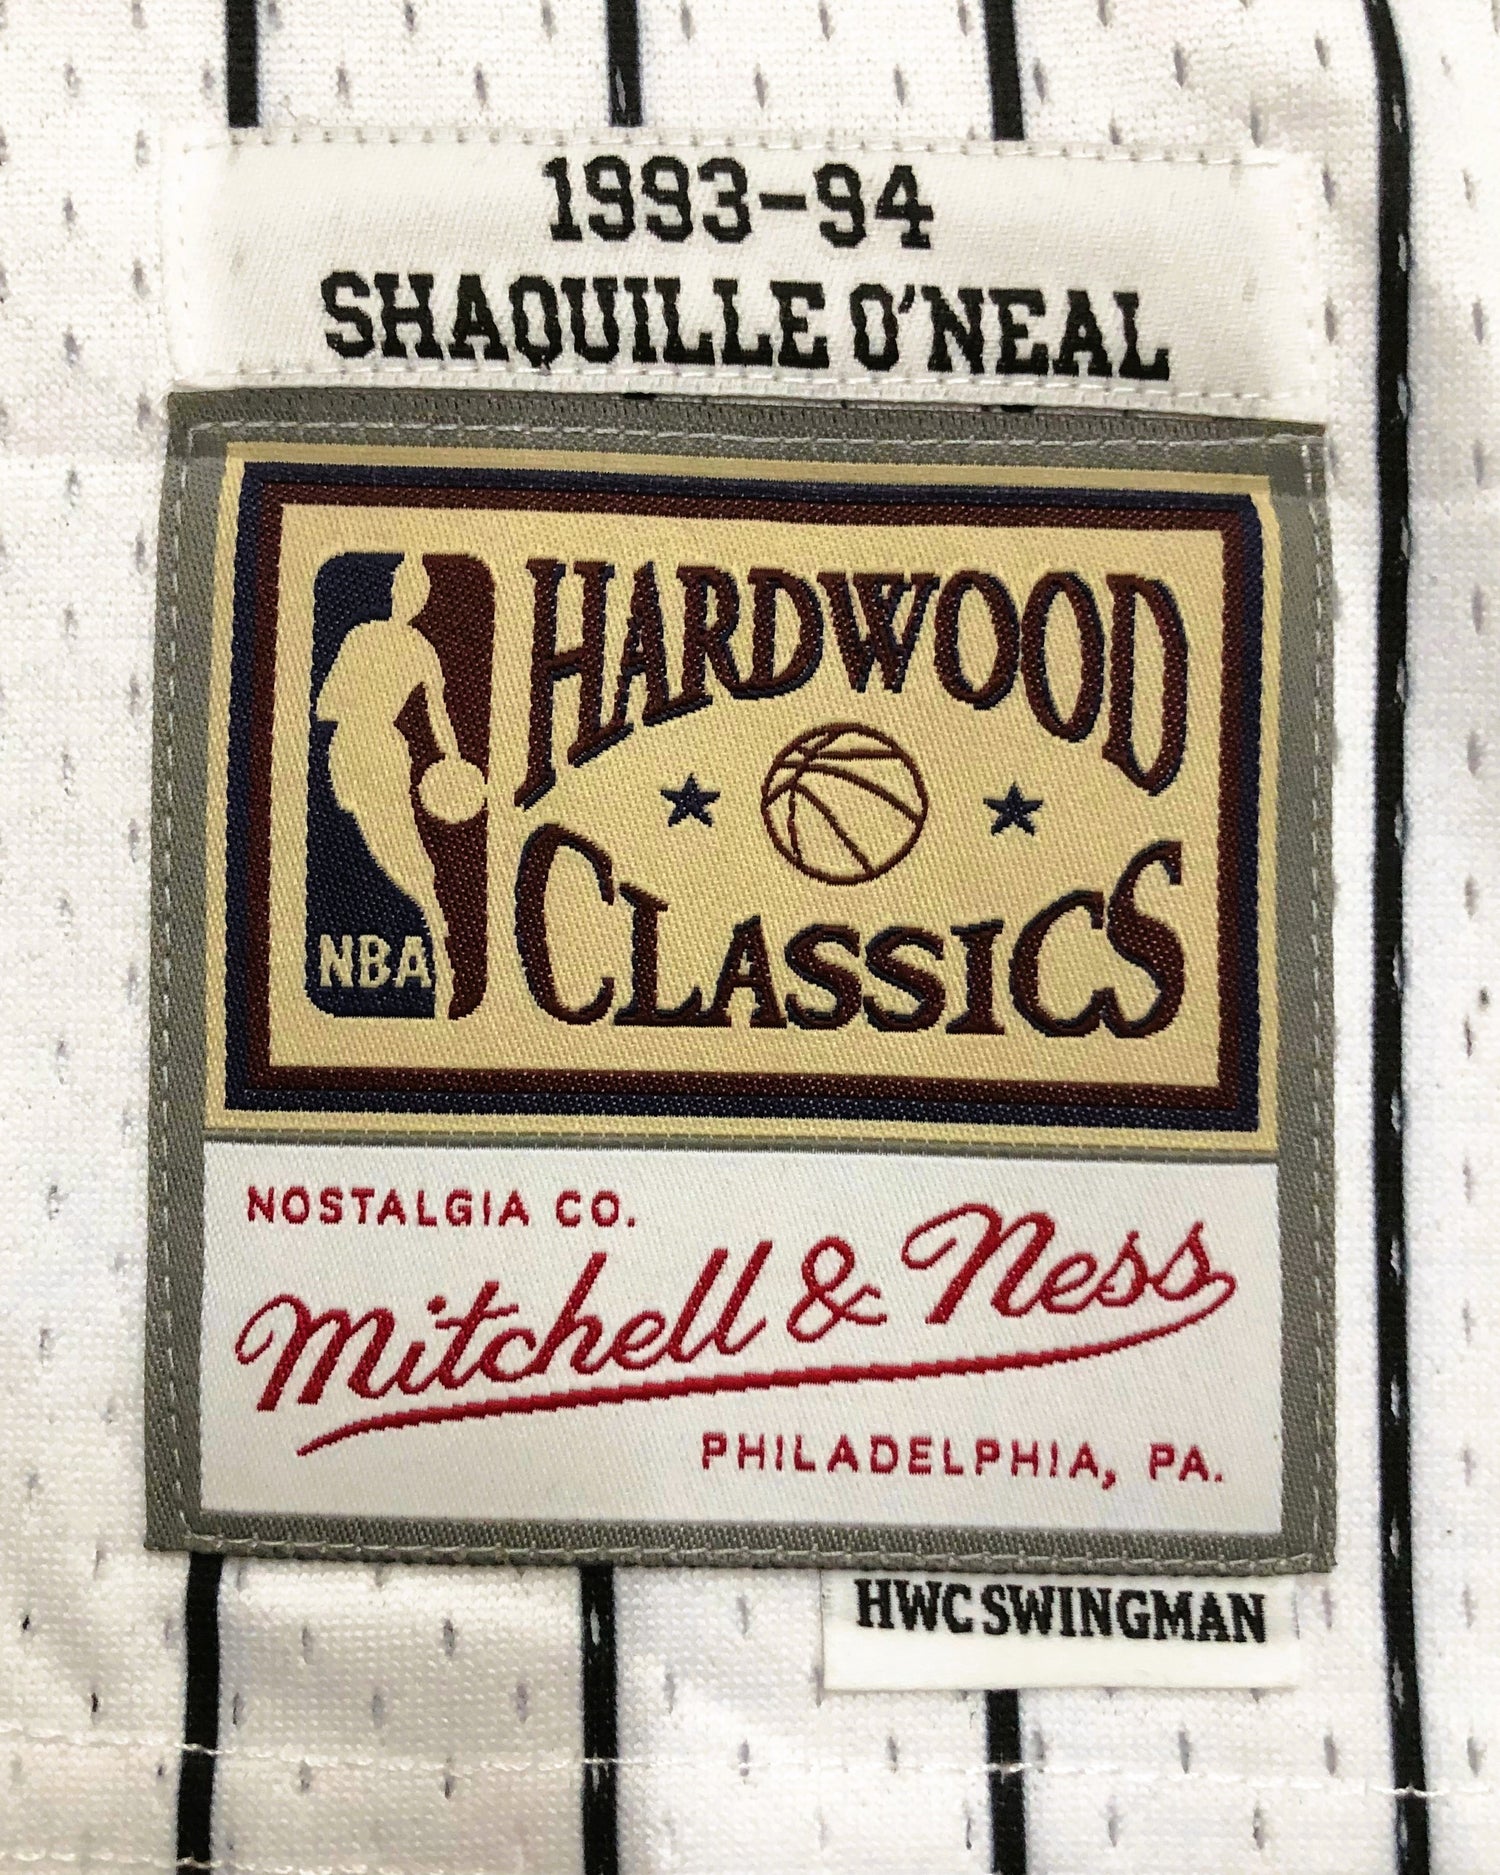 1993-94
SHAQUILLE O'NEAL
HARDWOOD
CLASSICS
NBA
NOSTALGIA CO.
Mitchell & Ness
PHILADELPHIA, PA.
HWC SWINGMAN